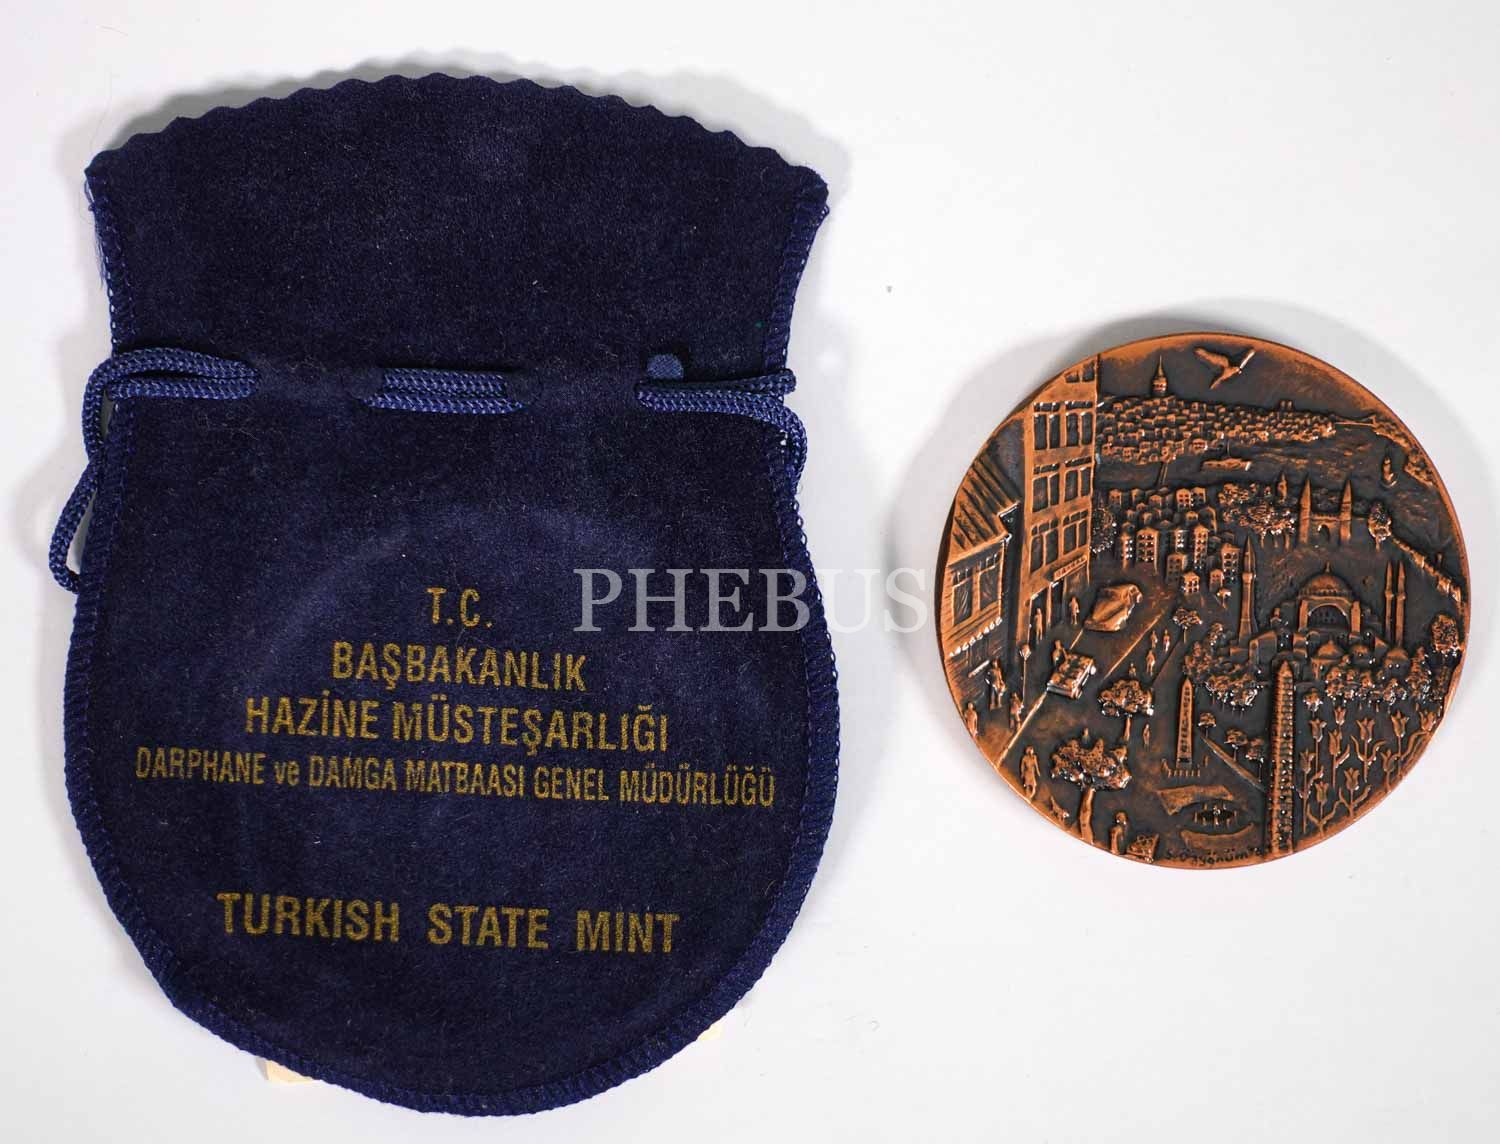 T.C.
BAŞBAKANLIK
HAZİNE MÜSTEŞARLIĞI
DARPHANE ve DAMGA MATBAASI GENEL MÜDÜRLÜĞÜ
TURKISH STATE MINT
PHEBUS